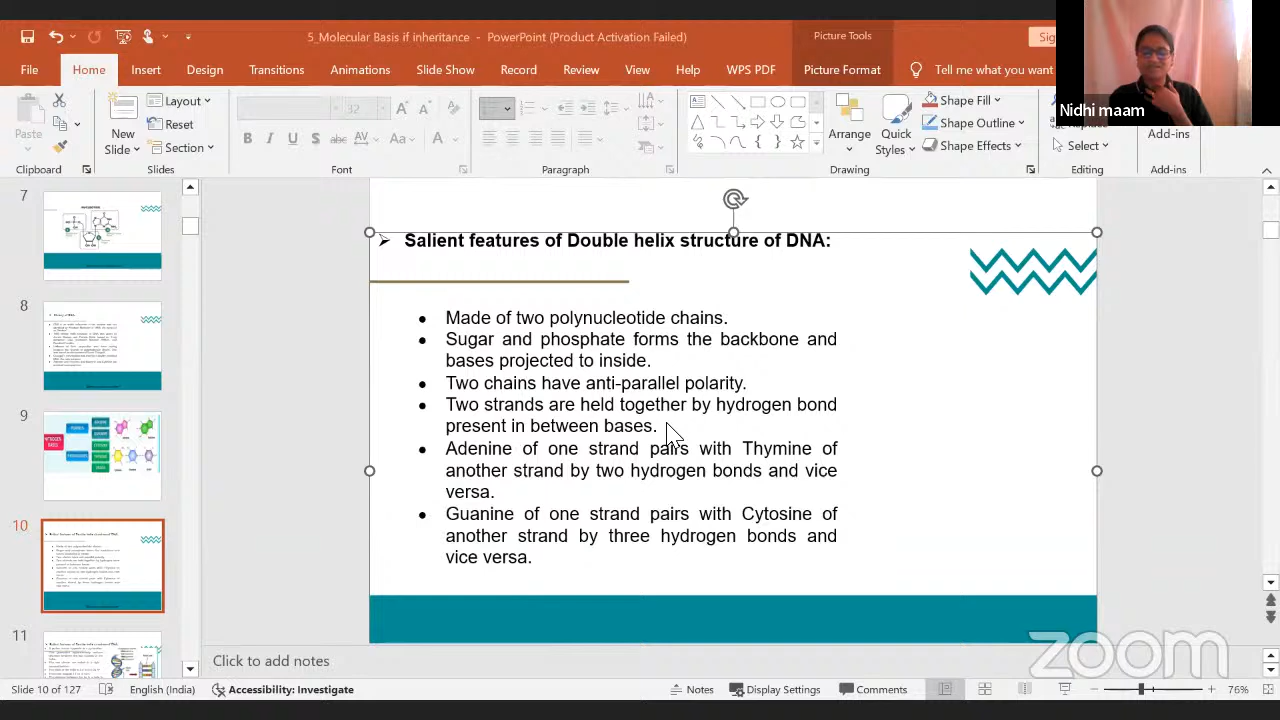 5_Molecular Basis if inheritance - PowerPoint (Product Activation Failed)
Picture Tools
Sig
File Home Insert Design Transitions Animations Slide Show Record Review View Help WPS PDF Picture Format Tell me what you want
Nidhi maam
Paste
New Slide
Layout
Reset
Section
Shape Fill
Shape Outline
Shape Effects
Arrange
Quick Styles
Select
Add-ins
Clipboard Slides Font Paragraph Drawing Editing Add-ins
7
8
9
10
11
Salient features of Double helix structure of DNA:
• Made of two polynucleotide chains.
• Sugar and phosphate forms the backbone and
bases projected to inside.
• Two chains have anti-parallel polarity.
• Two strands are held together by hydrogen bond
present in between bases.
• Adenine of one strand pairs with Thymine of
another strand by two hydrogen bonds and vice
versa.
• Guanine of one strand pairs with Cytosine of
another strand by three hydrogen bonds and
vice versa.
zoom
Click to add notes
Slide 10 of 127 English (India) Accessibility: Investigate Notes Display Settings Comments 76%